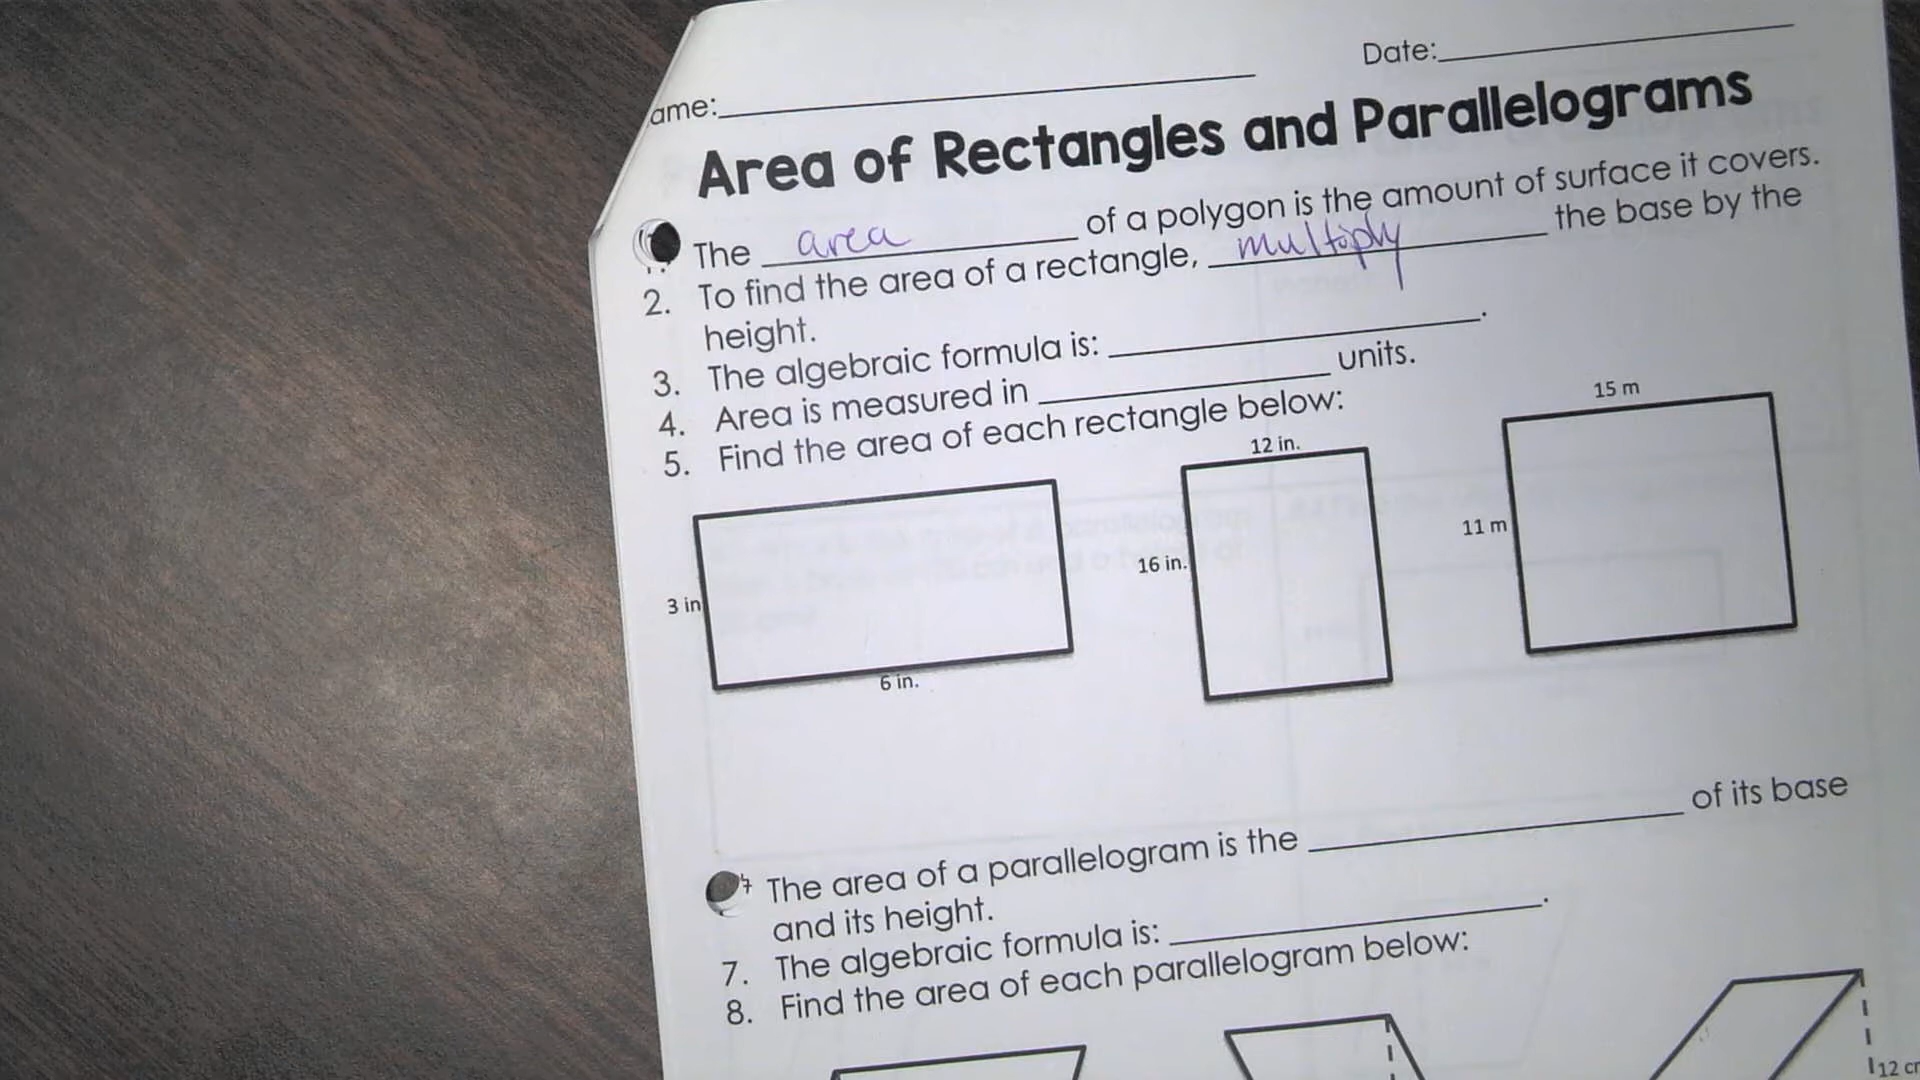 ame:
Date:
Area of Rectangles and Parallelograms
The area of a polygon is the amount of surface it covers.
2. To find the area of a rectangle, multiply the base by the
height.
3. The algebraic formula is: .
4. Area is measured in units.
5. Find the area of each rectangle below:
3 in
6 in.
12 in.
16 in.
15 m
11 m
The area of a parallelogram is the of its base
and its height.
7. The algebraic formula is: .
8. Find the area of each parallelogram below:
12